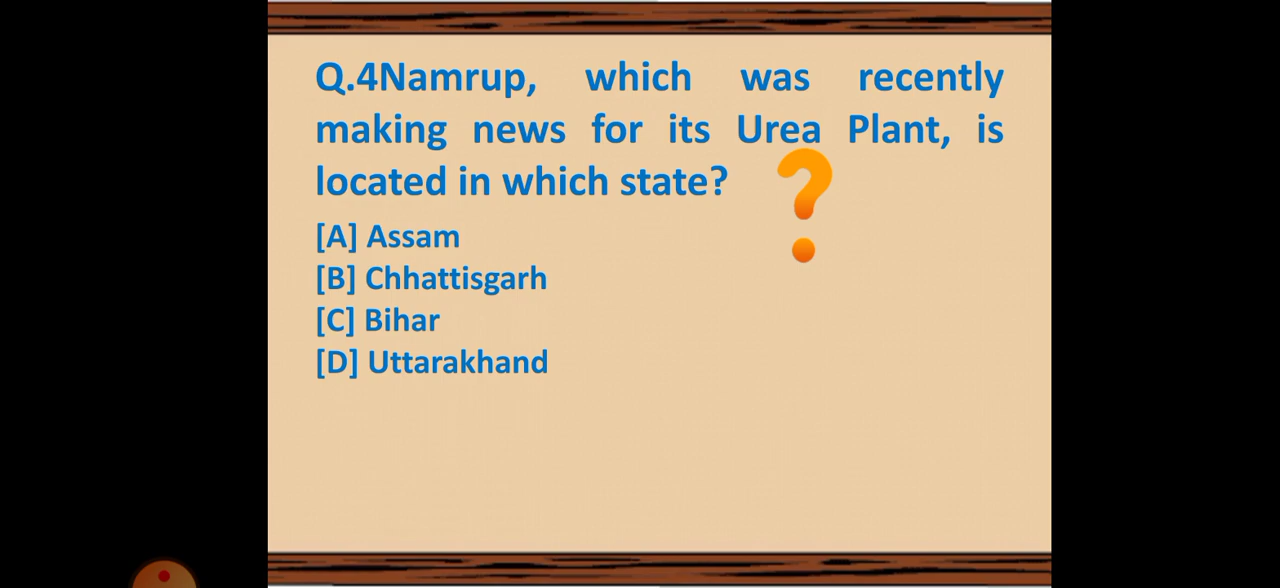 Q.4Namrup, which was recently
making news for its Urea Plant, is
located in which state?
[A] Assam
[B] Chhattisgarh
[C] Bihar
[D] Uttarakhand